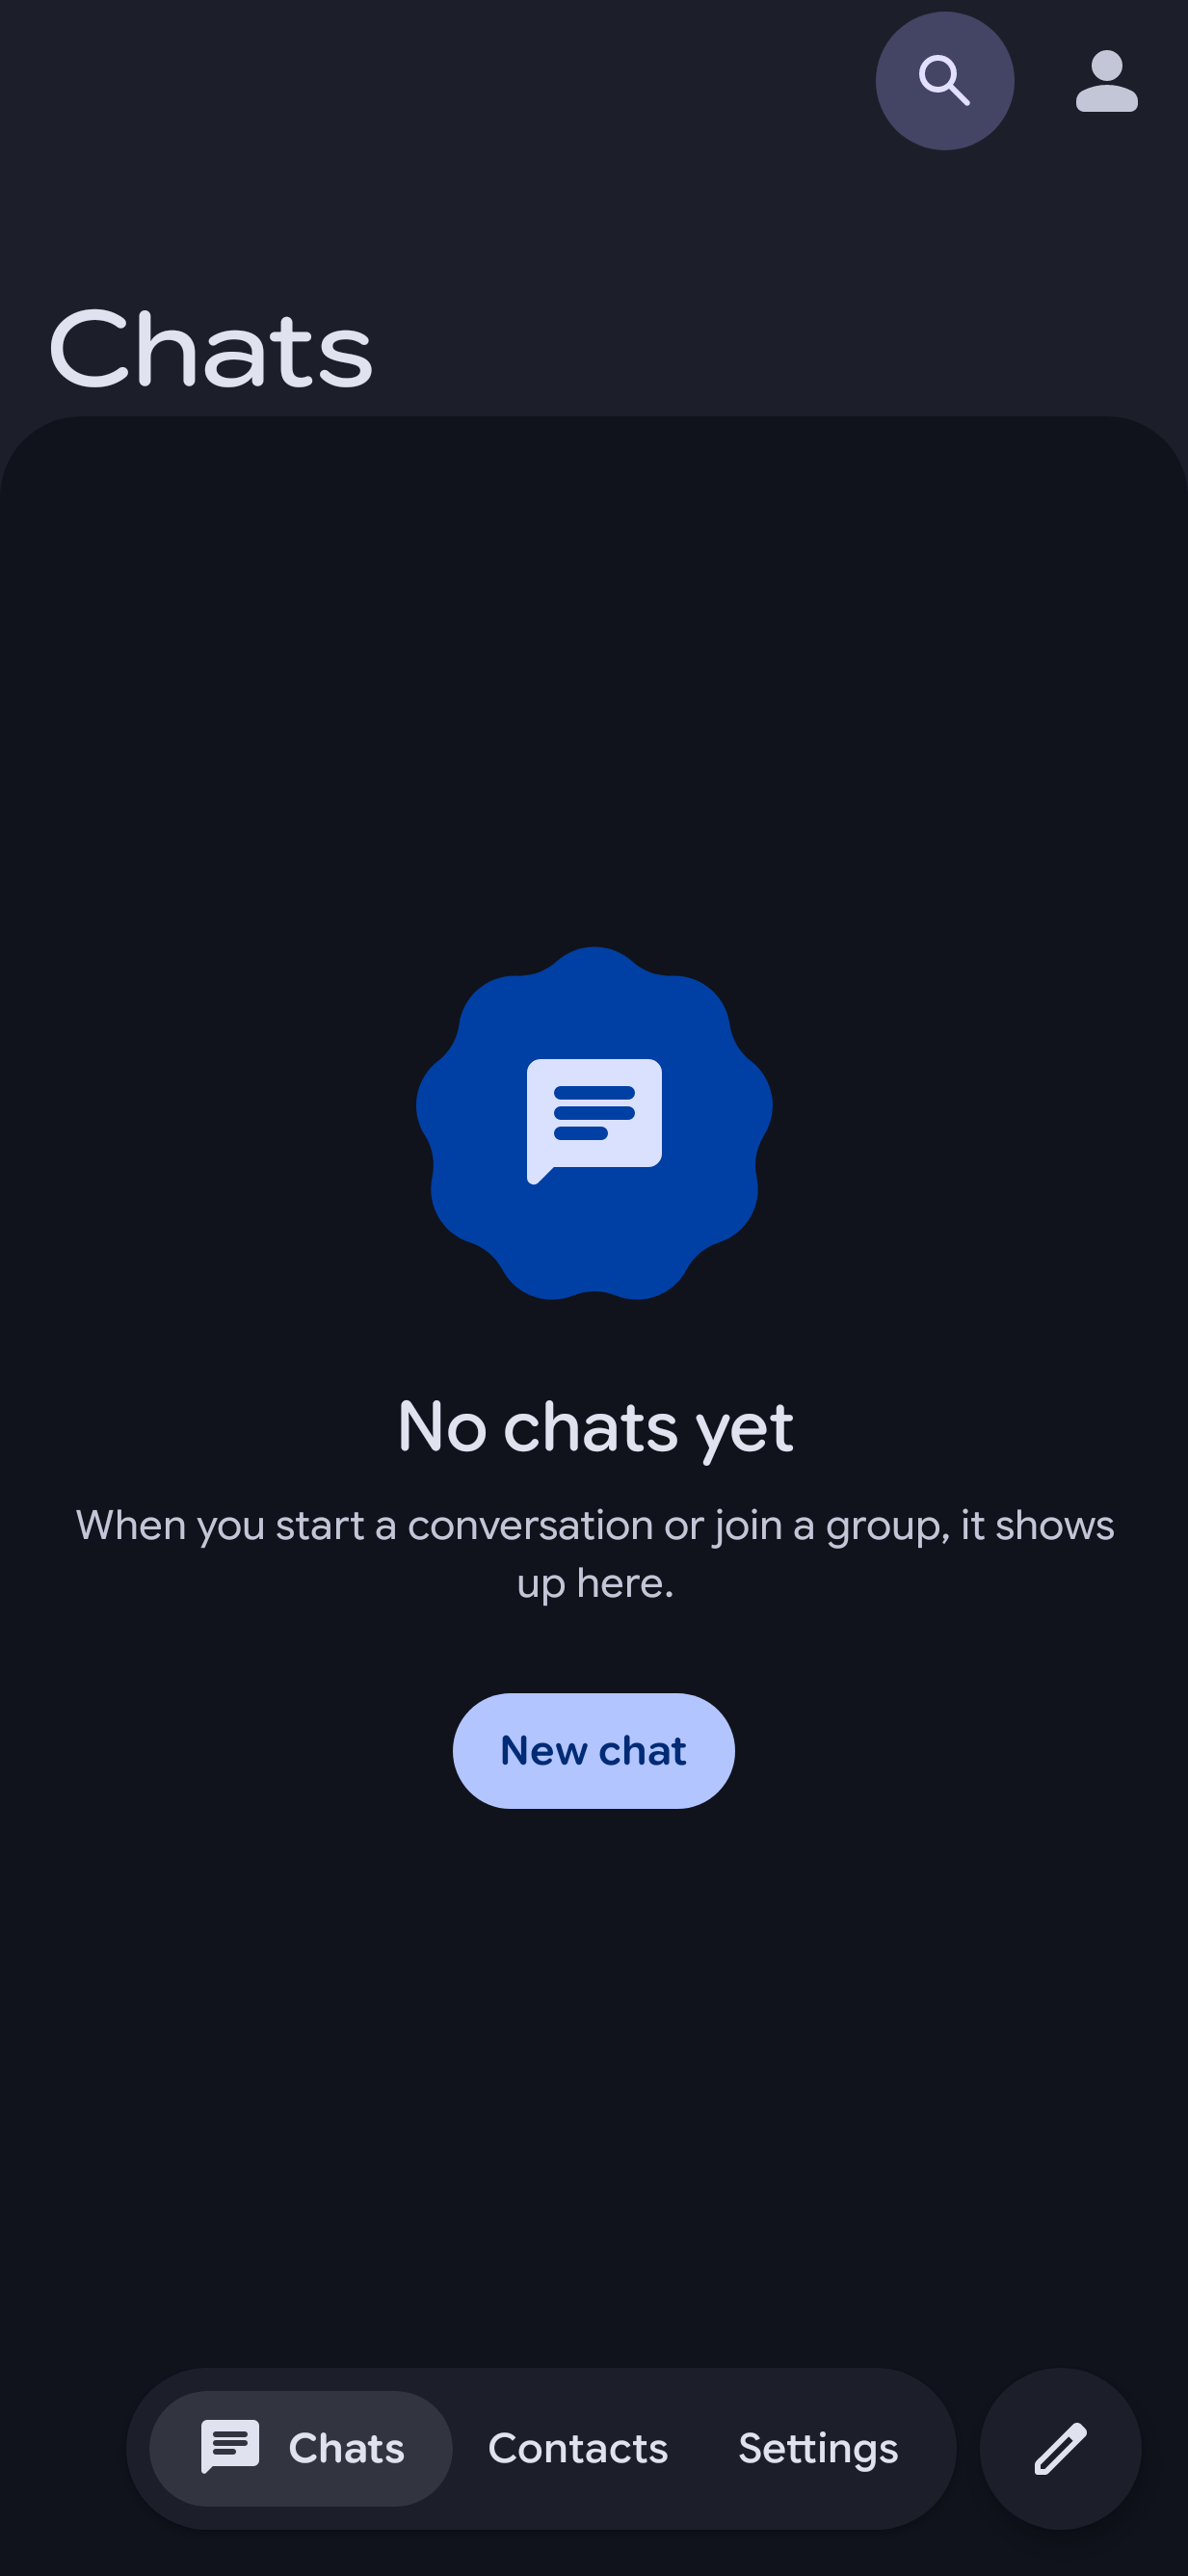 Chats
No chats yet
When you start a conversation or join a group, it shows
up here.
New chat
Chats
Contacts
Settings